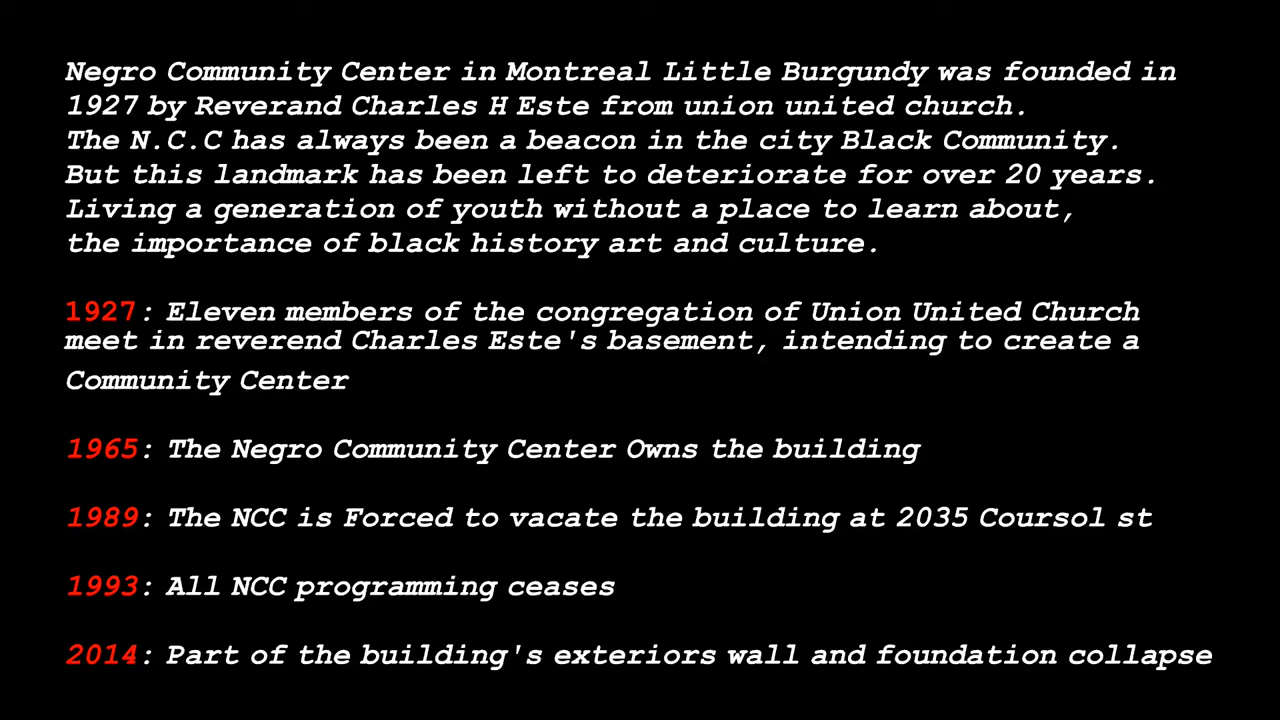 Negro Community Center in Montreal Little Burgundy was founded in
1927 by Reverand Charles H Este from union united church.
The N.C.C has always been a beacon in the city Black Community.
But this landmark has been left to deteriorate for over 20 years.
Living a generation of youth without a place to learn about,
the importance of black history art and culture.
1927: Eleven members of the congregation of Union United Church
meet in reverend Charles Este's basement, intending to create a
Community Center
1965: The Negro Community Center Owns the building
1989: The NCC is Forced to vacate the building at 2035 Coursol st
1993: All NCC programming ceases
2014: Part of the building's exteriors wall and foundation collapse